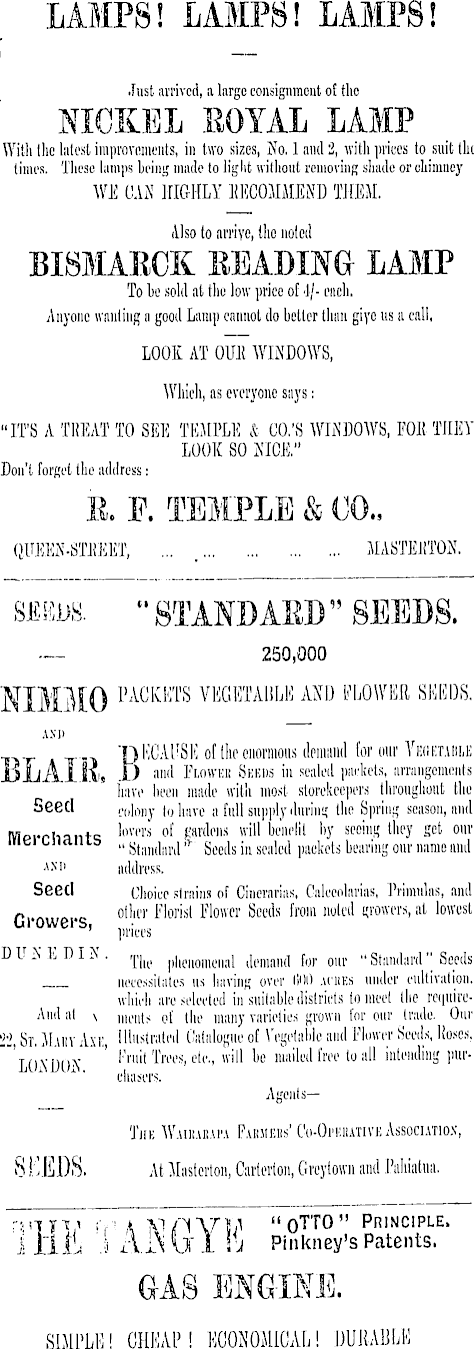 LAMPS! LAMPS! LAMPS!
Just arrived, a large consignment of the
NICKEL ROYAL LAMP
With the latest improvements, in two sizes, No. 1 and 2, with prices to suit the
times. These lamps being made to light without removing shade or chimney
WE CAN HIGHLY RECOMMEND THEM.
Also to arrive, the noted
BISMARCK READING LAMP
To be sold at the low price of 4/- each.
Anyone wanting a good Lamp cannot do better than give us a call.
LOOK AT OUR WINDOWS,
Which, as everyone says:
"IT'S A TREAT TO SEE TEMPLE & CO.'S WINDOWS, FOR THEY
LOOK SO NICE."
Don't forget the address:
R. F. TEMPLE & CO.,
QUEEN-STREET, ... ... ... ... ... MASTERTON.
SEEDS.
NIMMO
AND
BLAIR,
Seed
Merchants
AND
Seed
Growers,
DUNEDIN.
And at
22, ST. MARY AXE,
LONDON.
SEEDS.
"STANDARD" SEEDS.
250,000
PACKETS VEGETABLE AND FLOWER SEEDS.
BECAUSE of the enormous demand for our VEGETABLE
and FLOWER SEEDS in sealed packets, arrangements
have been made with most storekeepers throughout the
colony to have a full supply during the Spring season, and
lovers of gardens will benefit by seeing they get our
"Standard" Seeds in sealed packets bearing our name and
address.
Choice strains of Cinerarias, Calceolarias, Primulas, and
other Florist Flower Seeds from noted growers, at lowest
prices
The phenomenal demand for our "Standard" Seeds
necessitates us having over 600 ACRES under cultivation,
which are selected in suitable districts to meet the require-
ments of the many varieties grown for our trade. Our
Illustrated Catalogue of Vegetable and Flower Seeds, Roses,
Fruit Trees, etc., will be mailed free to all intending pur-
chasers.
Agents—
THE WAIRARAPA FARMERS' CO-OPERATIVE ASSOCIATION,
At Masterton, Carterton, Greytown and Pahiatua.
THE TANGYE
"OTTO" PRINCIPLE.
Pinkney's Patents.
GAS ENGINE.
SIMPLE! CHEAP! ECONOMICAL! DURABLE